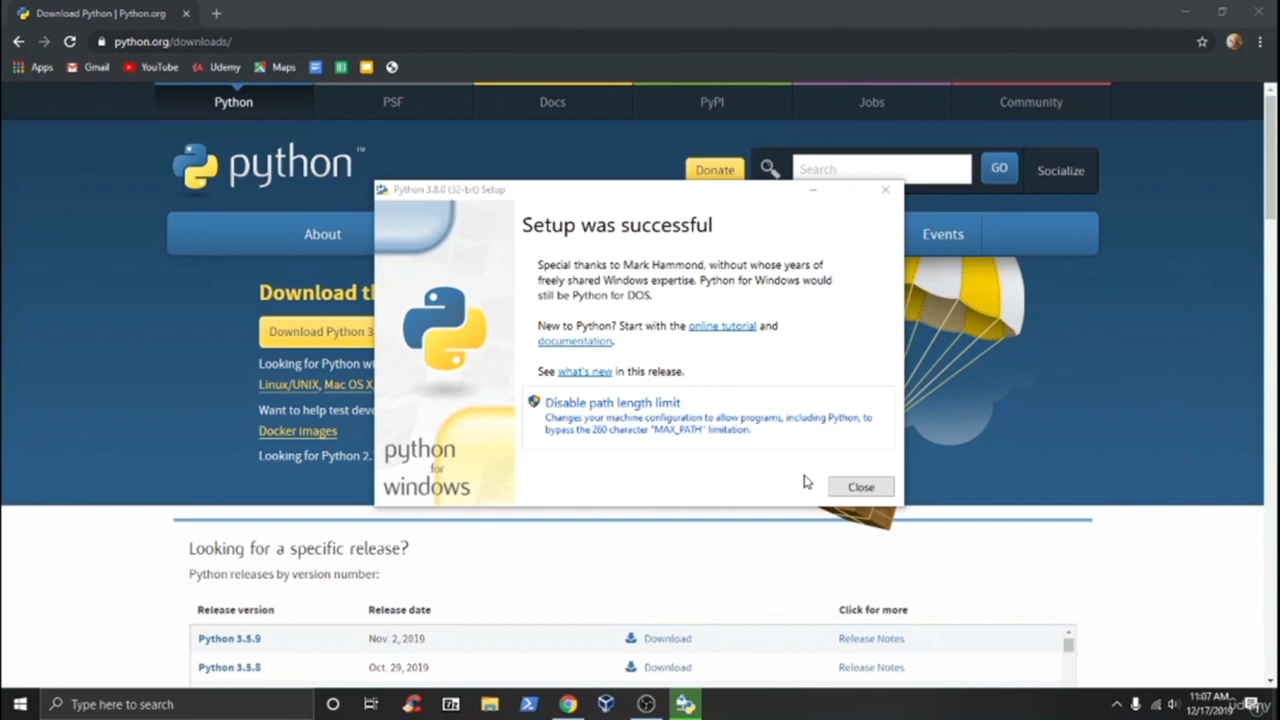 Download Python | Python.org
python.org/downloads/
Apps Gmail YouTube Udemy Maps
Python PSF Docs PyPI Jobs Community
python™
Donate Search GO Socialize
Python 3.8.0 (32-bit) Setup
About Events
Setup was successful
Special thanks to Mark Hammond, without whose years of
freely shared Windows expertise, Python for Windows would
still be Python for DOS.
New to Python? Start with the online tutorial and
documentation.
See what's new in this release.
Disable path length limit
Changes your machine configuration to allow programs, including Python, to
bypass the 260 character "MAX_PATH" limitation.
Close
python
for
windows
Download t
Download Python 3
Looking for Python wi
Linux/UNIX, Mac OS X
Want to help test deve
Docker images
Looking for Python 2.
Looking for a specific release?
Python releases by version number:
Release version Release date Click for more
Python 3.5.9 Nov. 2, 2019 Download Release Notes
Python 3.5.8 Oct. 29, 2019 Download Release Notes
Type here to search
11:07 AM
12/17/2019
udemy